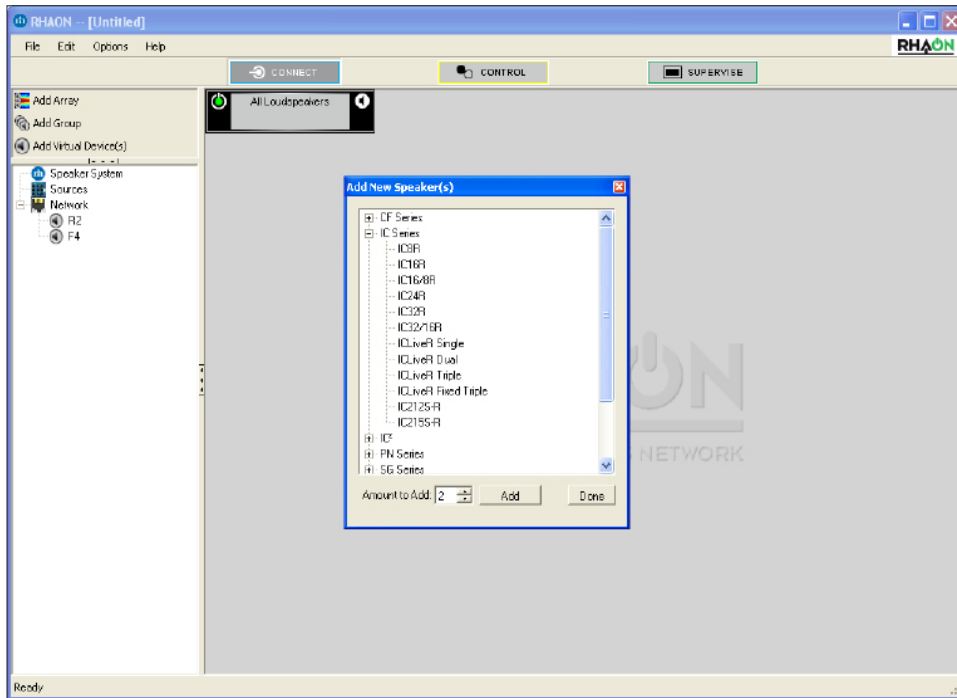 RHAON -- [Untitled]
File Edit Options Help
RHAON
CONNECT
CONTROL
SUPERVISE
Add Array
Add Group
Add Virtual Device(s)
All Loudspeakers
Speaker System
Sources
Network
R2
F4
Add New Speaker(s)
CF Series
IC Series
IC8R
IC16R
IC16/8R
IC24R
IC32R
IC32/16R
ICLiveR Single
ICLiveR Dual
ICLiveR Triple
ICLiveR Fixed Triple
IC212S-R
IC215S-R
IC²
PN Series
SG Series
Amount to Add: 2 Add Done
ON
NETWORK
Ready